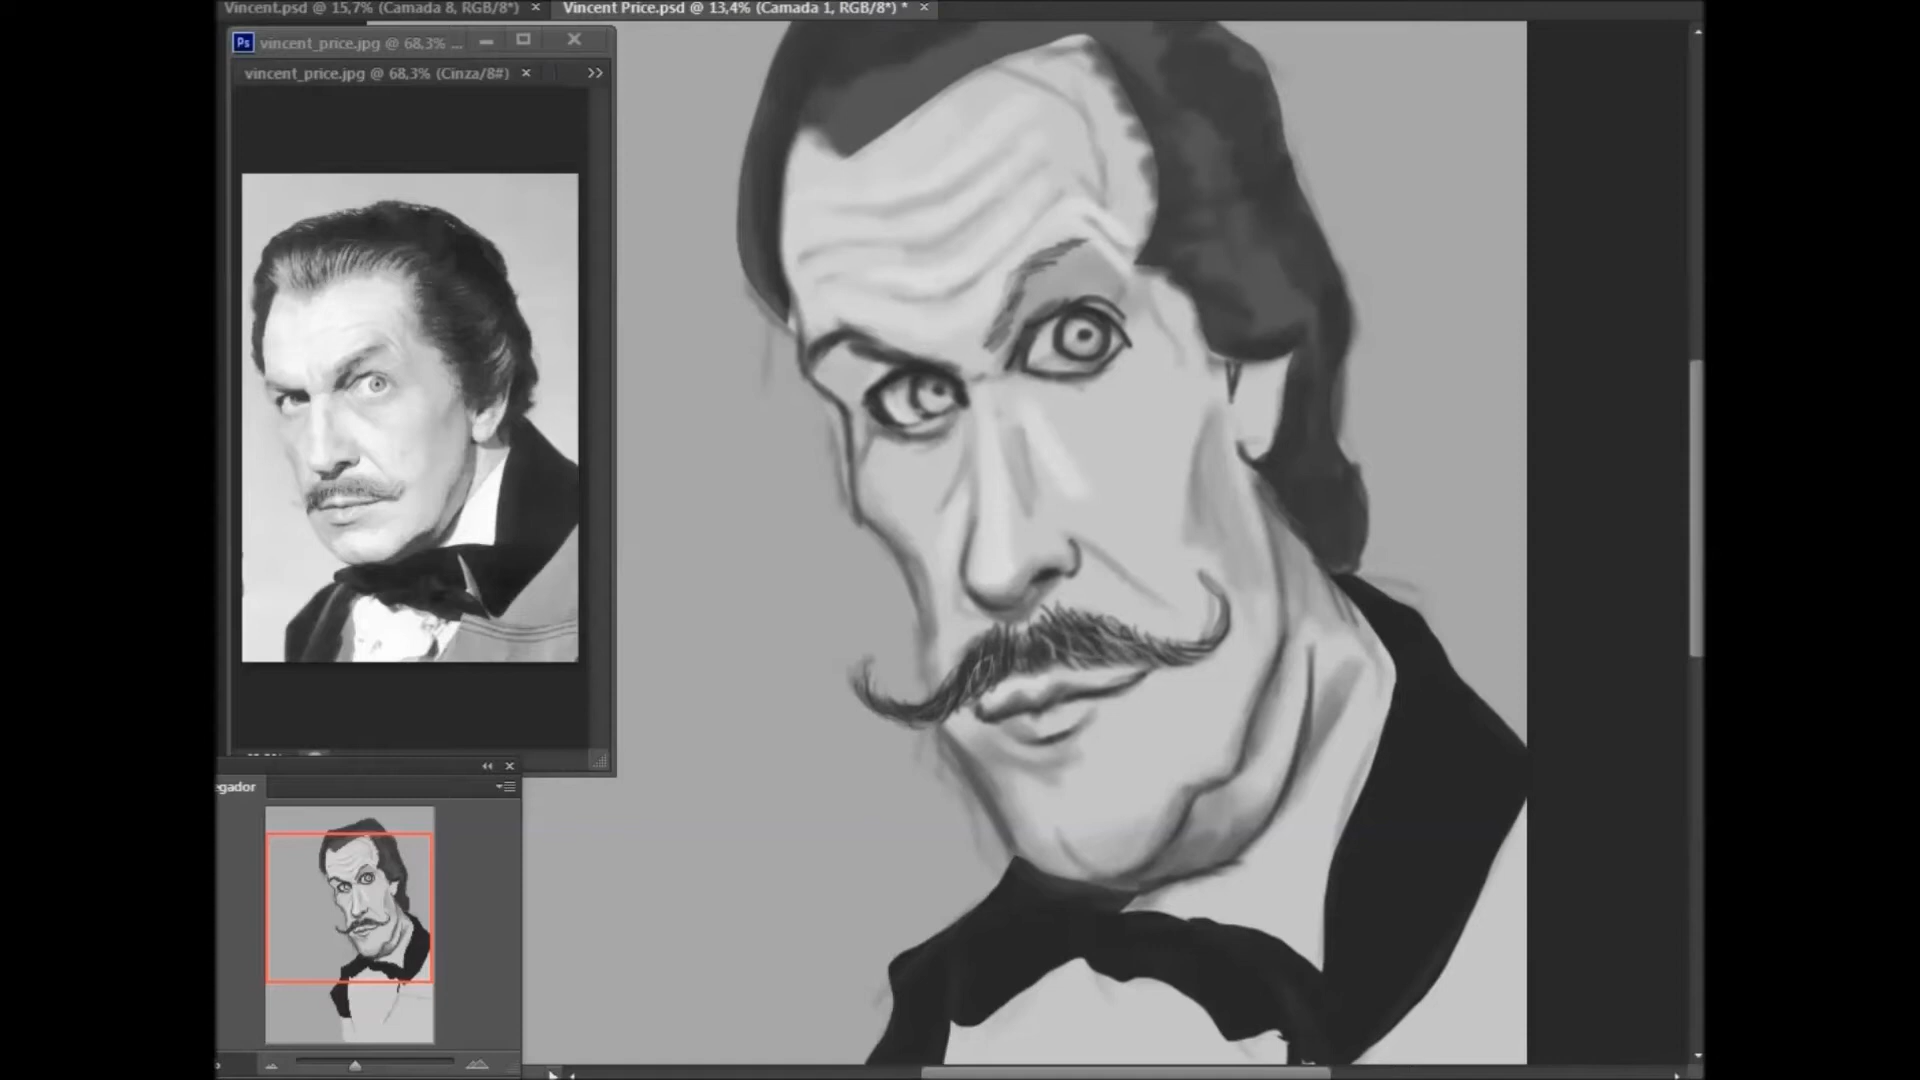 Vincent.psd @ 15,7% (Camada 8, RGB/8*) ×
Vincent Price.psd @ 13,4% (Camada 1, RGB/8*) * ×
Ps vincent_price.jpg @ 68,3% ...
vincent_price.jpg @ 68,3% (Cinza/8#) ×
egador